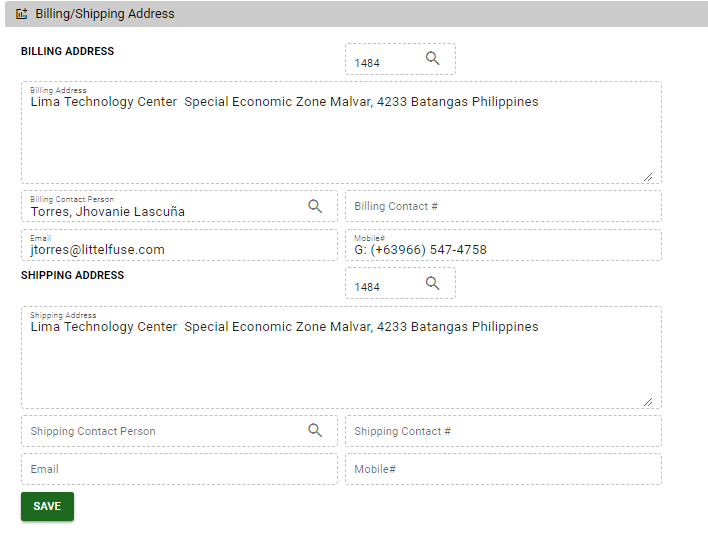 Billing/Shipping Address
BILLING ADDRESS
1484
Billing Address
Lima Technology Center  Special Economic Zone Malvar, 4233 Batangas Philippines
Billing Contact Person
Torres, Jhovanie Lascuña
Billing Contact #
Email
jtorres@littelfuse.com
Mobile#
G: (+63966) 547-4758
SHIPPING ADDRESS
1484
Shipping Address
Lima Technology Center  Special Economic Zone Malvar, 4233 Batangas Philippines
Shipping Contact Person
Shipping Contact #
Email
Mobile#
SAVE